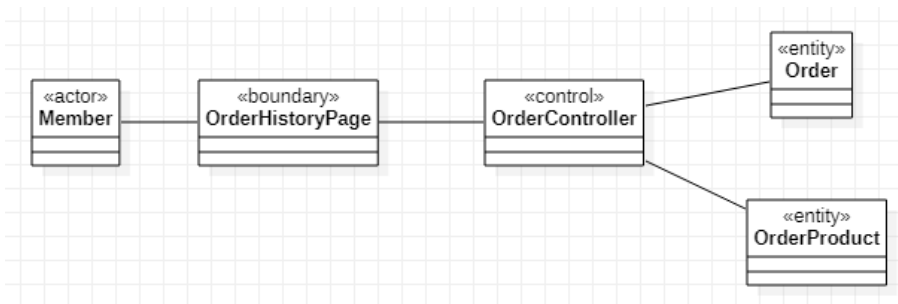 «actor»
Member
«boundary»
OrderHistoryPage
«control»
OrderController
«entity»
Order
«entity»
OrderProduct